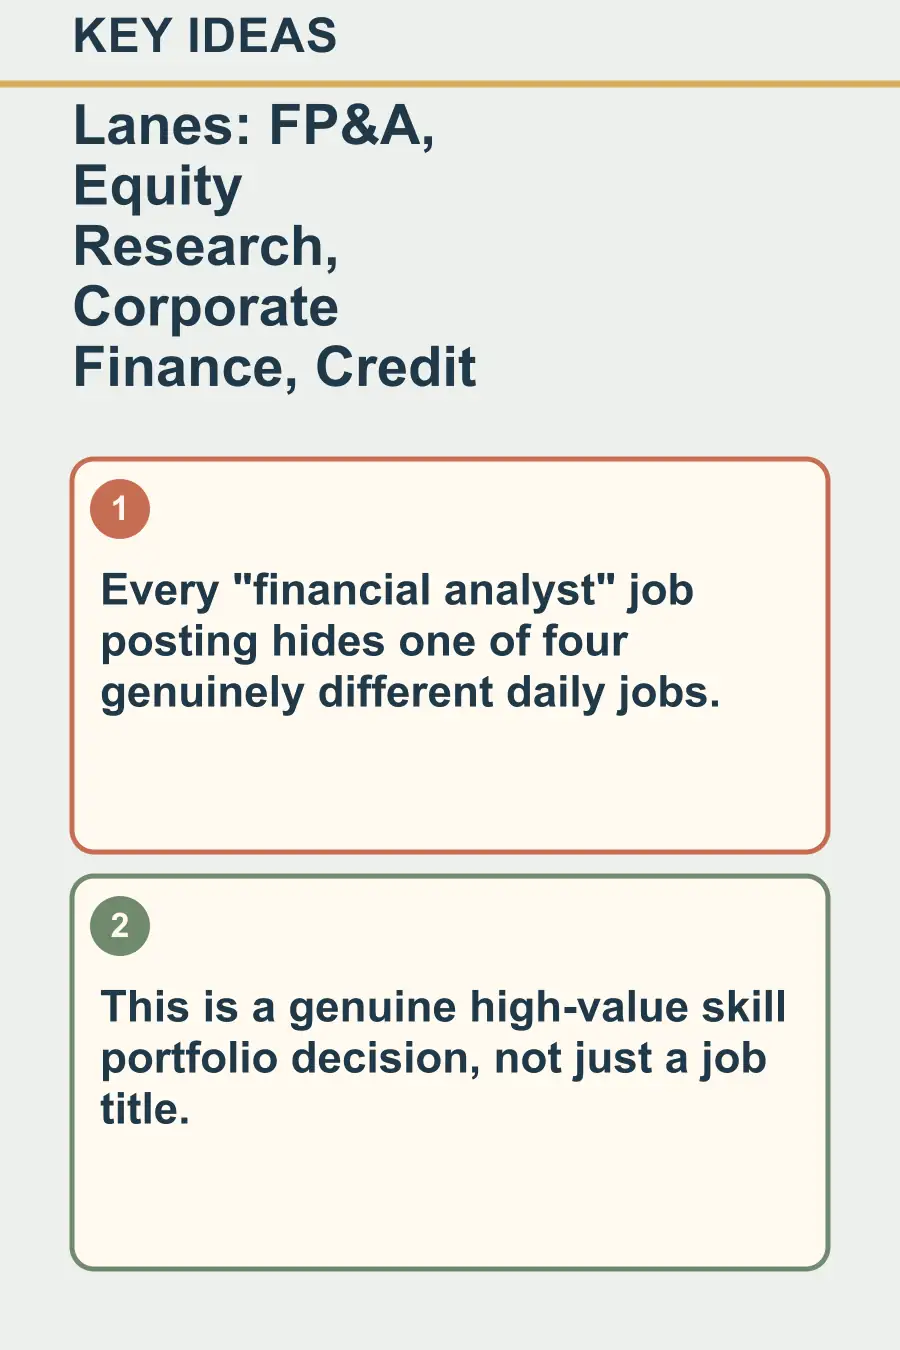 KEY IDEAS
Lanes: FP&A,
Equity
Research,
Corporate
Finance, Credit
1
Every "financial analyst" job
posting hides one of four
genuinely different daily jobs.
2
This is a genuine high-value skill
portfolio decision, not just a job
title.